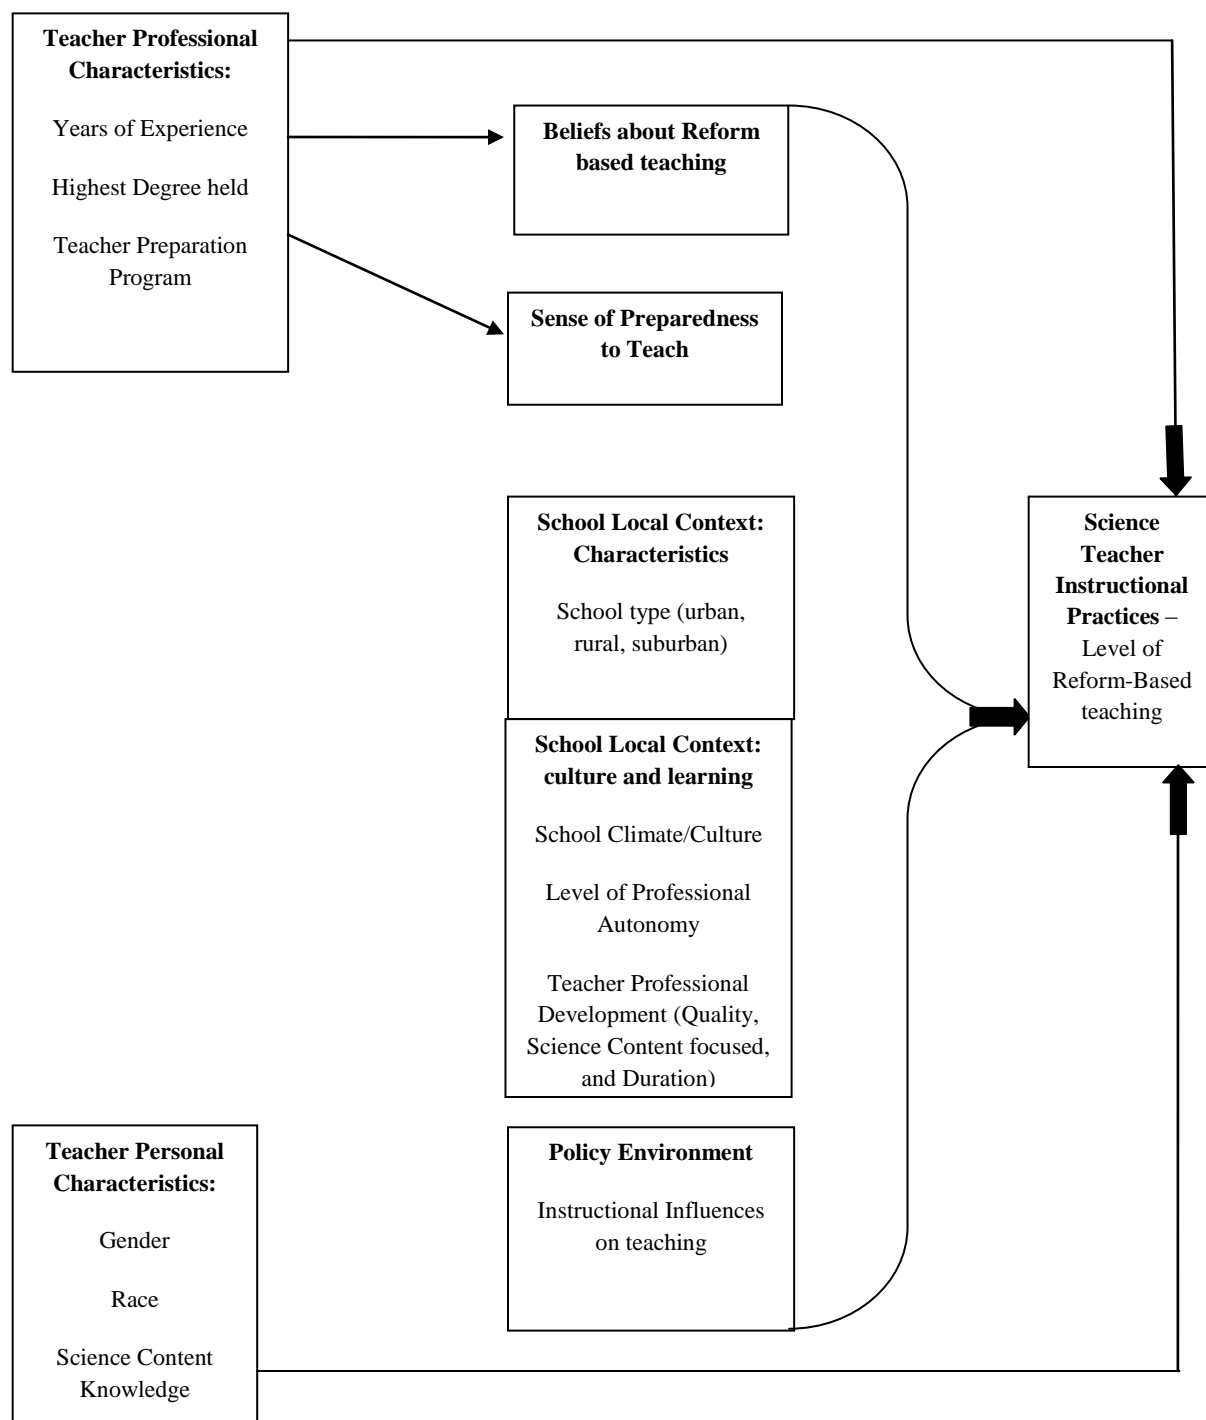 Teacher Professional
Characteristics:
Years of Experience
Highest Degree held
Teacher Preparation
Program
Beliefs about Reform
based teaching
Sense of Preparedness
to Teach
School Local Context:
Characteristics
School type (urban,
rural, suburban)
School Local Context:
culture and learning
School Climate/Culture
Level of Professional
Autonomy
Teacher Professional
Development (Quality,
Science Content focused,
and Duration)
Policy Environment
Instructional Influences
on teaching
Teacher Personal
Characteristics:
Gender
Race
Science Content
Knowledge
Science
Teacher
Instructional
Practices –
Level of
Reform-Based
teaching